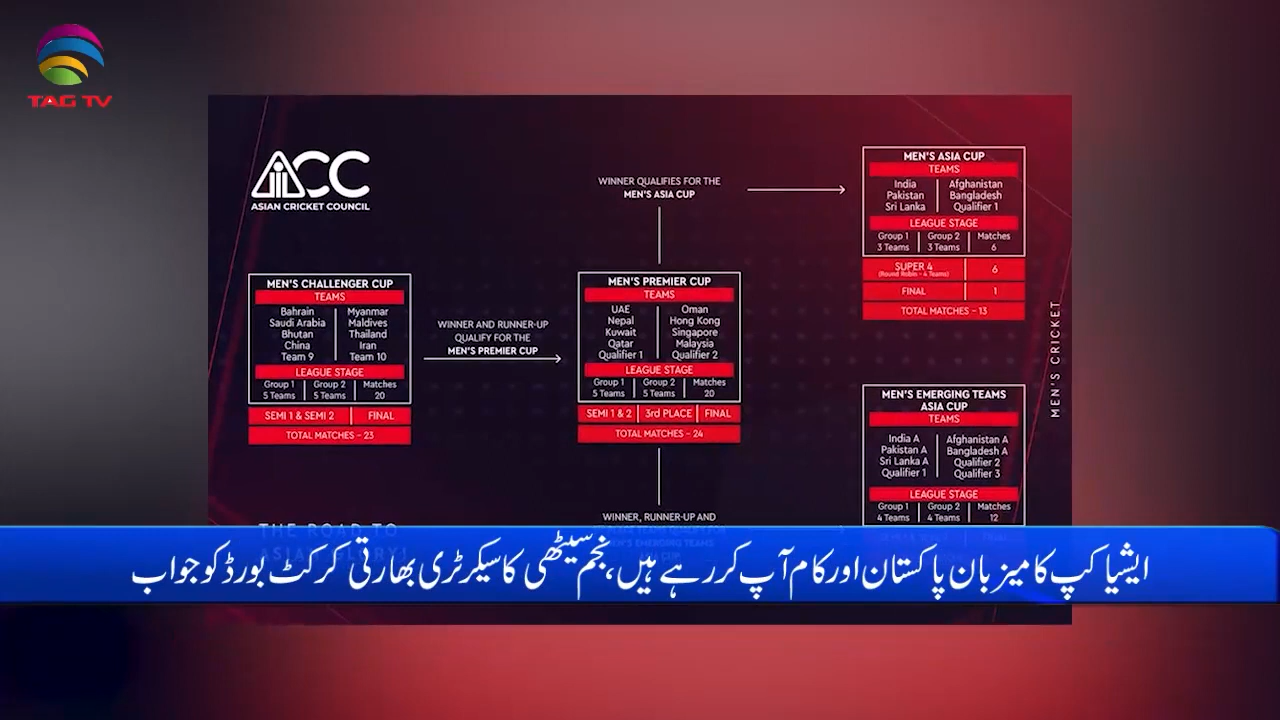 TAG TV
ACC
ASIAN CRICKET COUNCIL
MEN'S CHALLENGER CUP
TEAMS
Bahrain Myanmar
Saudi Arabia Maldives
Bhutan Thailand
China Iran
Team 9 Team 10
LEAGUE STAGE
Group 1 Group 2 Matches
5 Teams 5 Teams 20
SEMI 1 & SEMI 2 FINAL
TOTAL MATCHES - 23
WINNER AND RUNNER-UP
QUALIFY FOR THE
MEN'S PREMIER CUP
WINNER QUALIFIES FOR THE
MEN'S ASIA CUP
MEN'S PREMIER CUP
TEAMS
UAE Oman
Nepal Hong Kong
Kuwait Singapore
Qatar Malaysia
Qualifier 1 Qualifier 2
LEAGUE STAGE
Group 1 Group 2 Matches
5 Teams 5 Teams 20
SEMI 1 & 2 3rd PLACE FINAL
TOTAL MATCHES - 24
WINNER, RUNNER-UP AND
MEN'S ASIA CUP
TEAMS
India Afghanistan
Pakistan Bangladesh
Sri Lanka Qualifier 1
LEAGUE STAGE
Group 1 Group 2 Matches
3 Teams 3 Teams 6
SUPER 4 6
(Round Robin - 4 Teams)
FINAL 1
TOTAL MATCHES - 13
MEN'S EMERGING TEAMS
ASIA CUP
TEAMS
India A Afghanistan A
Pakistan A Bangladesh A
Sri Lanka A Qualifier 2
Qualifier 1 Qualifier 3
LEAGUE STAGE
Group 1 Group 2 Matches
4 Teams 4 Teams 12
MEN'S CRICKET
THE ROAD TO
ایشیا کپ کا میزبان پاکستان اور کام آپ کر رہے ہیں، نجم سیٹھی کا سیکرٹری بھارتی کرکٹ بورڈ کو جواب